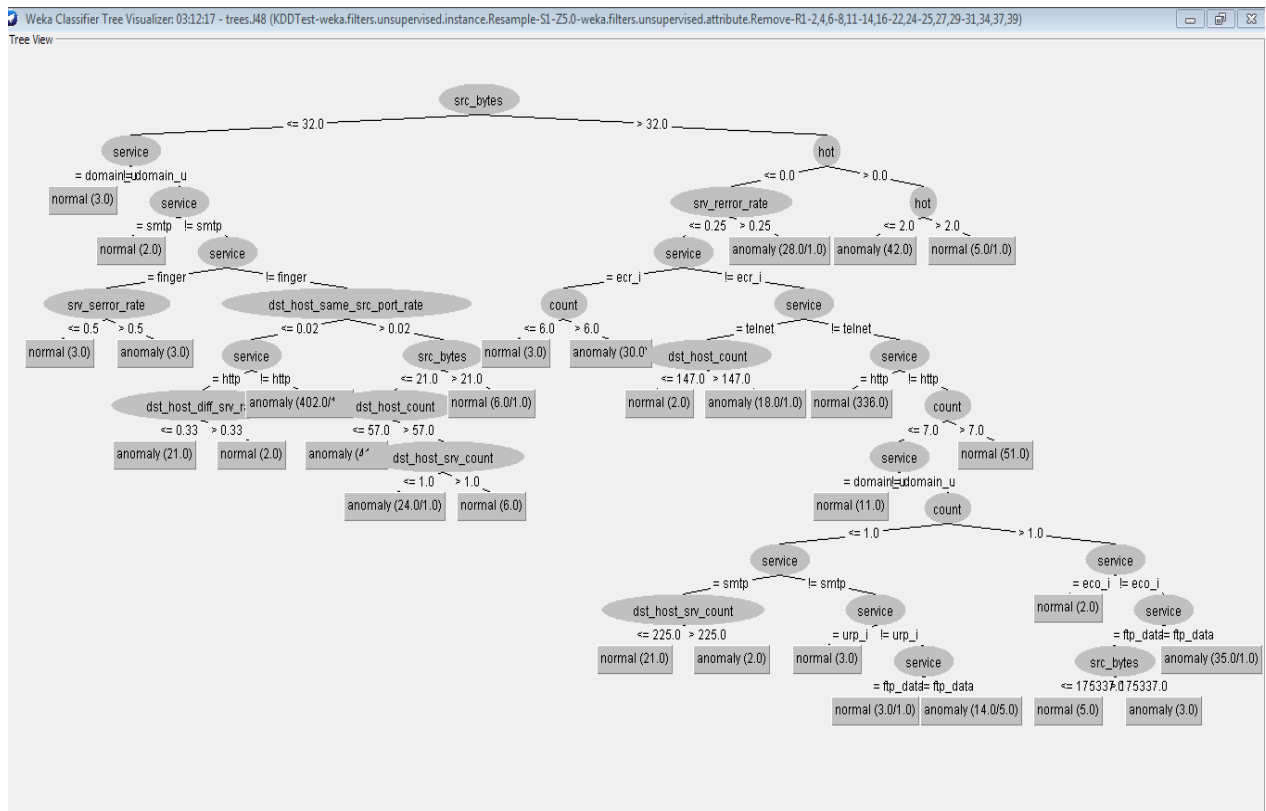 Weka Classifier Tree Visualizer: 03:12:17 - trees.J48 (KDDTest-weka.filters.unsupervised.instance.Resample-S1-Z5.0-weka.filters.unsupervised.attribute.Remove-R1-2,4,6-8,11-14,16-22,24-25,27,29-31,34,37,39)
Tree View
src_bytes
<= 32.0 > 32.0
service hot
= domain_u != domain_u <= 0.0 > 0.0
normal (3.0) service srv_rerror_rate hot
= smtp != smtp <= 0.25 > 0.25 <= 2.0 > 2.0
normal (2.0) service service anomaly (28.0/1.0) anomaly (42.0) normal (5.0/1.0)
= finger != finger = ecr_i != ecr_i
srv_serror_rate dst_host_same_src_port_rate count service
<= 0.5 > 0.5 <= 0.02 > 0.02 <= 6.0 > 6.0 = telnet != telnet
normal (3.0) anomaly (3.0) service src_bytes normal (3.0) anomaly (30.0) dst_host_count service
= http != http <= 21.0 > 21.0 <= 147.0 > 147.0 = http != http
dst_host_diff_srv_r anomaly (402.0/ dst_host_count normal (6.0/1.0) normal (2.0) anomaly (18.0/1.0) normal (336.0) count
<= 0.33 > 0.33 <= 57.0 > 57.0 <= 7.0 > 7.0
anomaly (21.0) normal (2.0) anomaly dst_host_srv_count service normal (51.0)
<= 1.0 > 1.0 = domain_u != domain_u
anomaly (24.0/1.0) normal (6.0) normal (11.0) count
<= 1.0 > 1.0
service service
= smtp != smtp = eco_i != eco_i
dst_host_srv_count service normal (2.0) service
<= 225.0 > 225.0 = urp_i != urp_i = ftp_data != ftp_data
normal (21.0) anomaly (2.0) normal (3.0) service src_bytes anomaly (35.0/1.0)
= ftp_data != ftp_data <= 175337.0 > 175337.0
normal (3.0/1.0) anomaly (14.0/5.0) normal (5.0) anomaly (3.0)